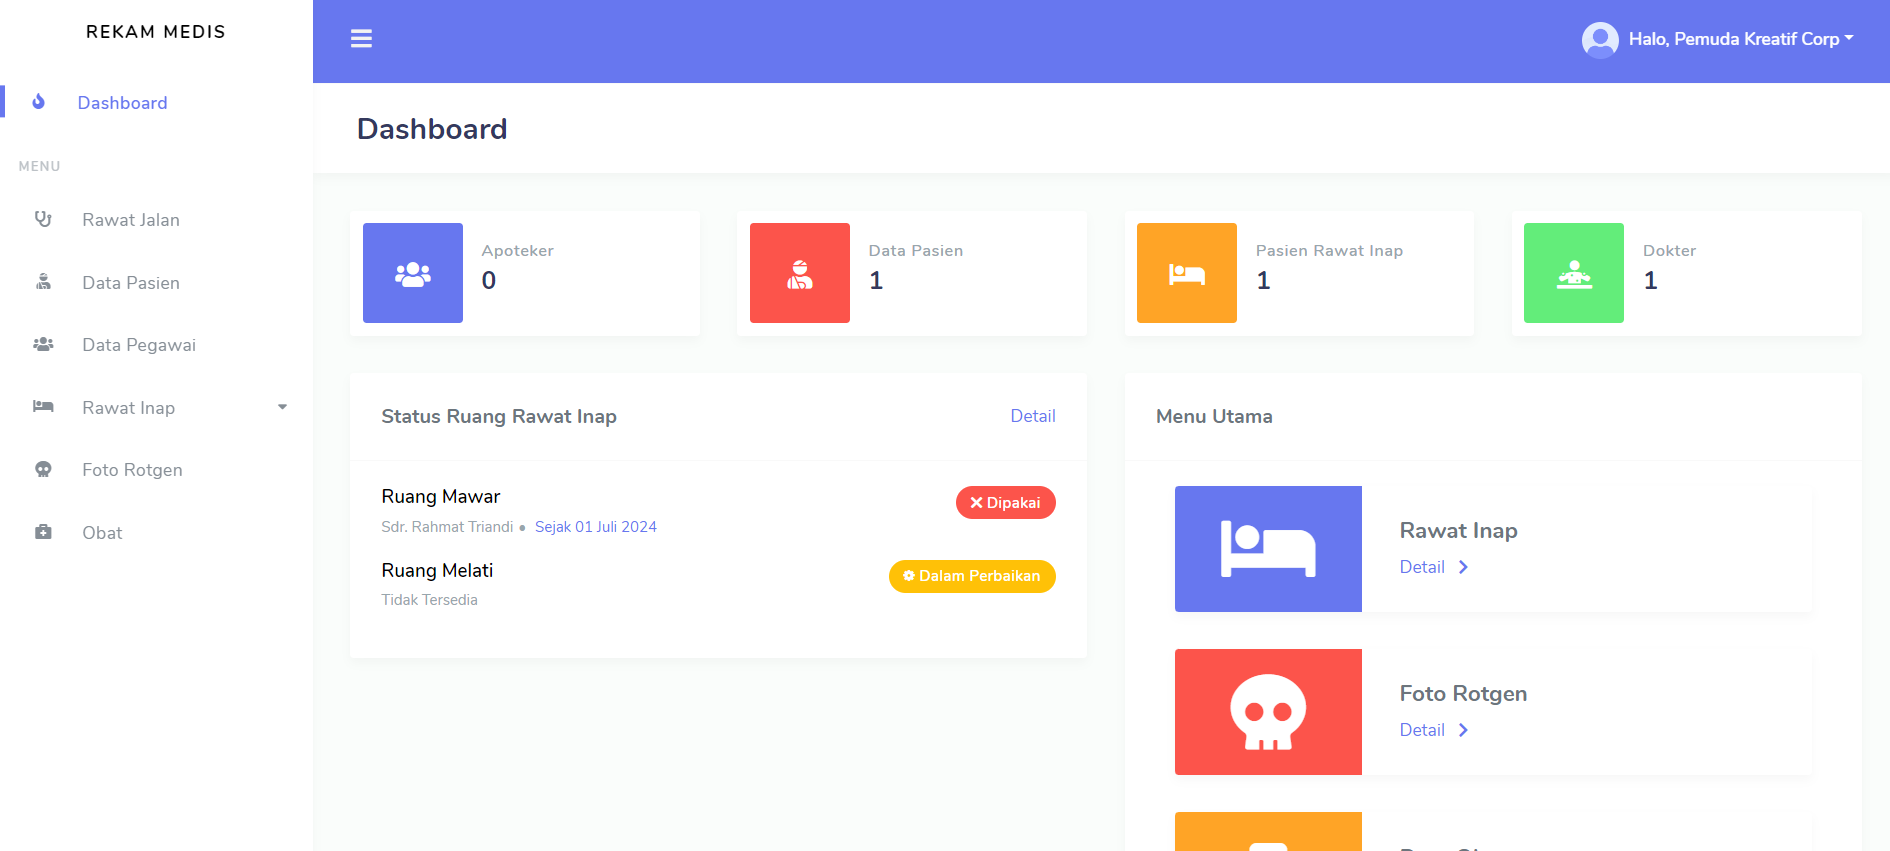 REKAM MEDIS
Halo, Pemuda Kreatif Corp
Dashboard
MENU
Rawat Jalan
Data Pasien
Data Pegawai
Rawat Inap
Foto Rotgen
Obat
Dashboard
Apoteker
0
Data Pasien
1
Pasien Rawat Inap
1
Dokter
1
Status Ruang Rawat Inap
Detail
Ruang Mawar
Dipakai
Sdr. Rahmat Triandi • Sejak 01 Juli 2024
Ruang Melati
Dalam Perbaikan
Tidak Tersedia
Menu Utama
Rawat Inap
Detail
Foto Rotgen
Detail